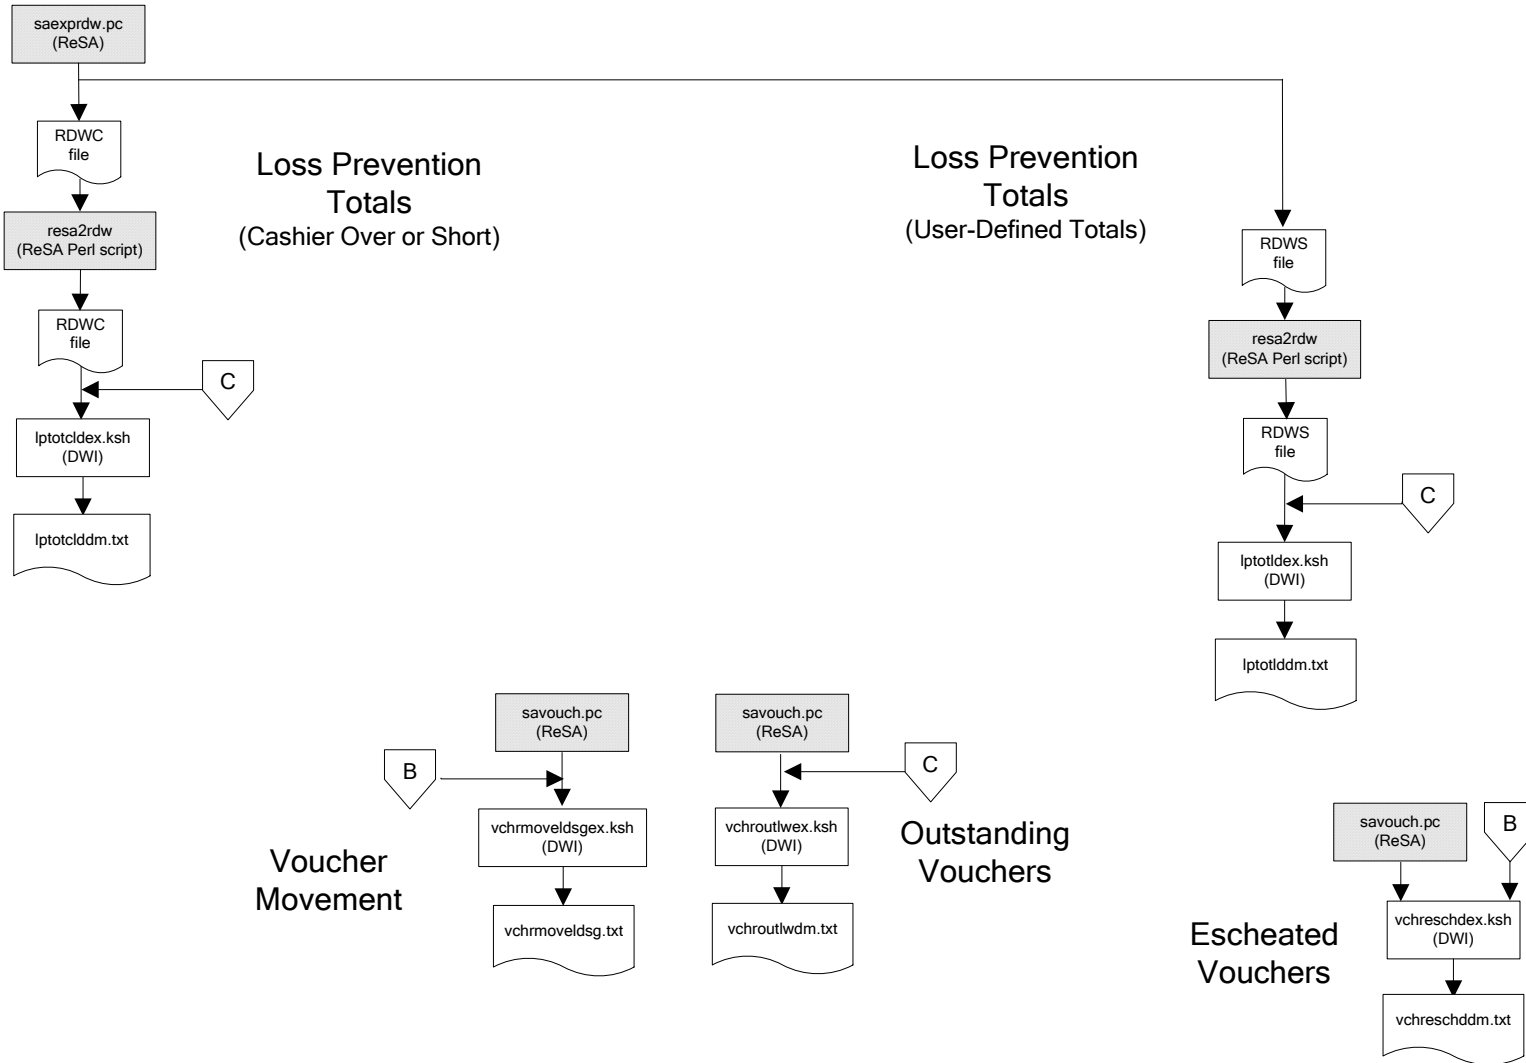 saexprdw.pc
(ReSA)
RDWC
file
resa2rdw
(ReSA Perl script)
RDWC
file
C
lptotcldex.ksh
(DWI)
lptotclddm.txt
Loss Prevention
Totals
(Cashier Over or Short)
Loss Prevention
Totals
(User-Defined Totals)
RDWS
file
resa2rdw
(ReSA Perl script)
RDWS
file
C
lptotldex.ksh
(DWI)
lptotlddm.txt
savouch.pc
(ReSA)
B
vchrmoveldsgex.ksh
(DWI)
Voucher
Movement
vchrmoveldsg.txt
savouch.pc
(ReSA)
C
vchroutlwex.ksh
(DWI)
Outstanding
Vouchers
vchroutlwdm.txt
savouch.pc
(ReSA)
B
vchreschdex.ksh
(DWI)
Escheated
Vouchers
vchreschddm.txt